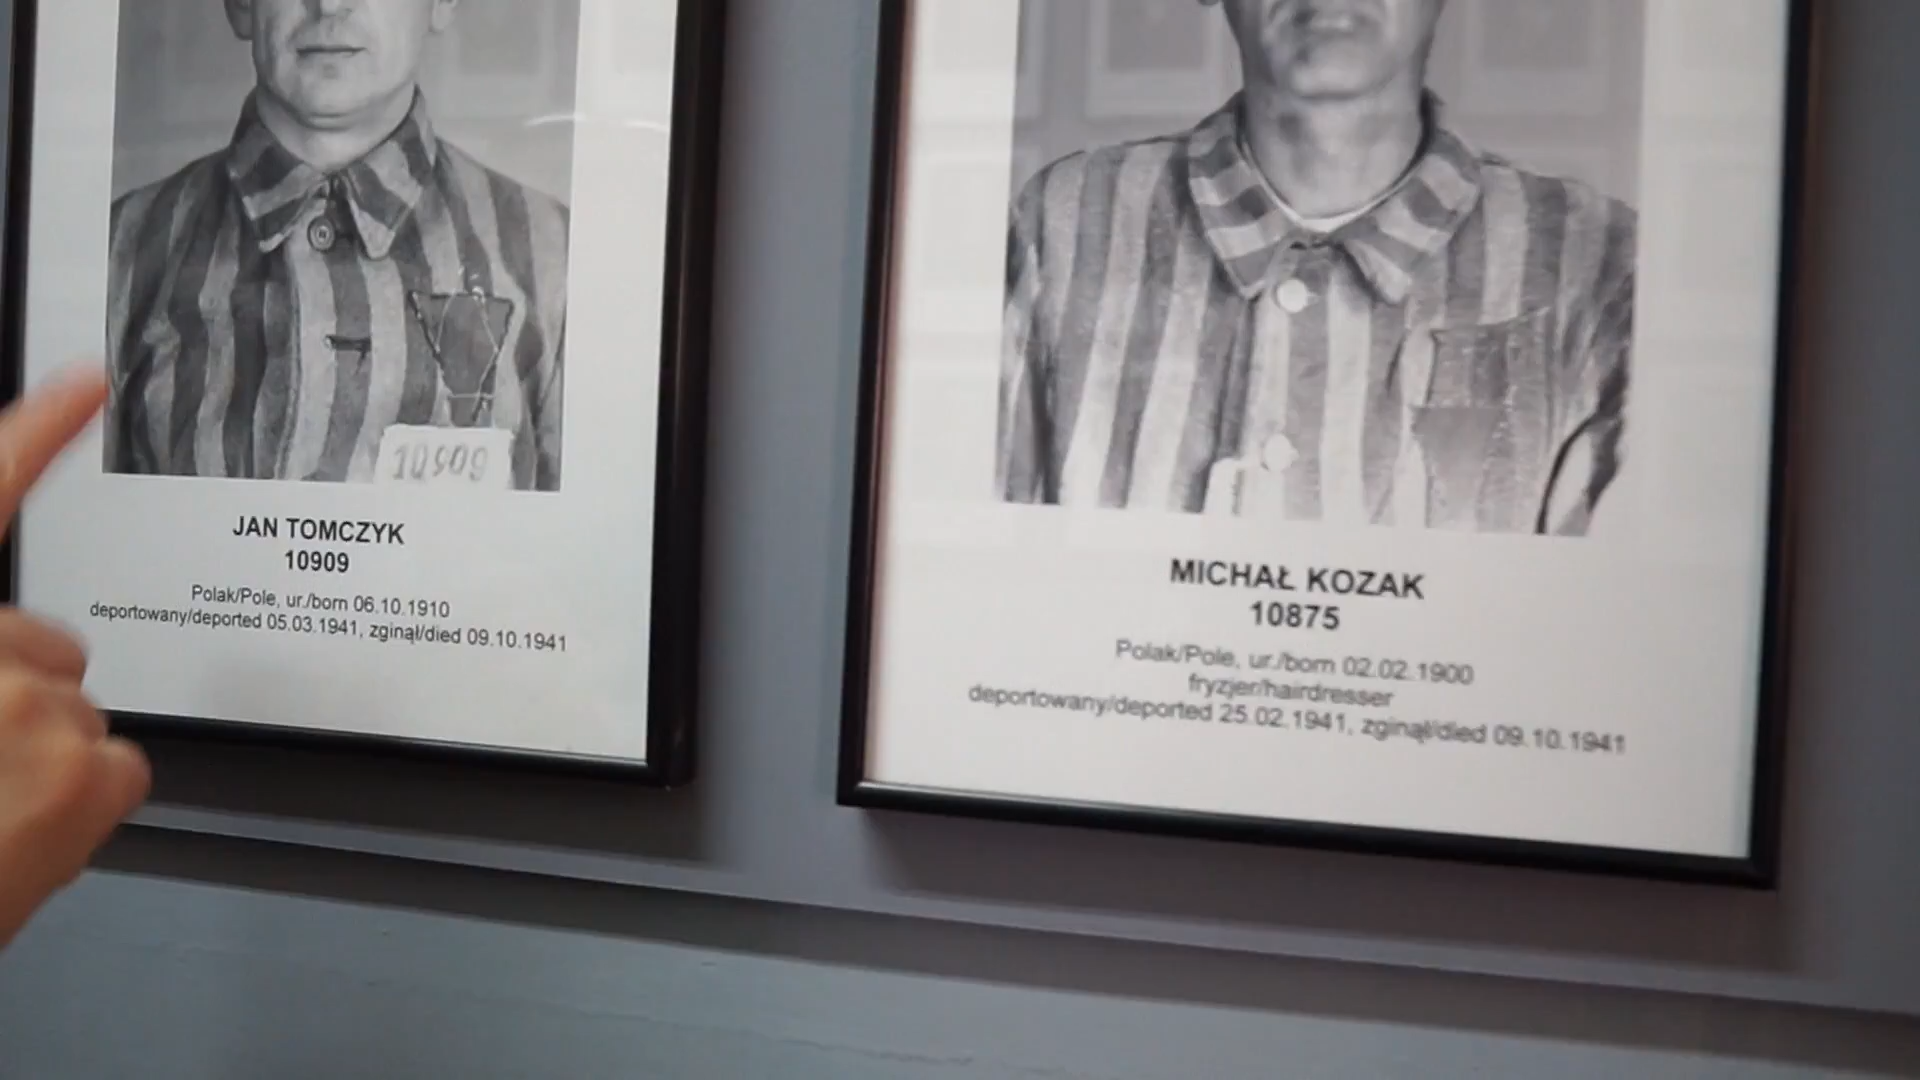 10909
JAN TOMCZYK
10909
Polak/Pole, ur./born 06.10.1910
deportowany/deported 05.03.1941, zginął/died 09.10.1941
MICHAŁ KOZAK
10875
Polak/Pole, ur./born 02.02.1900
fryzjer/hairdresser
deportowany/deported 25.02.1941, zginął/died 09.10.1941